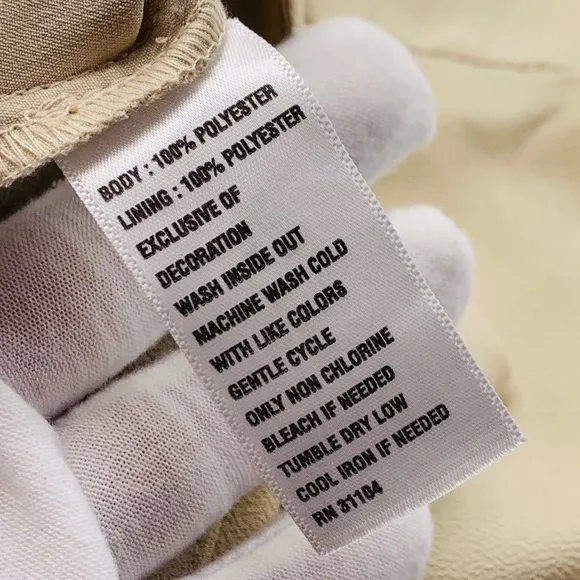 BODY : 100% POLYESTER
LINING : 100% POLYESTER
EXCLUSIVE OF
DECORATION
WASH INSIDE OUT
MACHINE WASH COLD
WITH LIKE COLORS
GENTLE CYCLE
ONLY NON CHLORINE
BLEACH IF NEEDED
TUMBLE DRY LOW
COOL IRON IF NEEDED
RN 31104